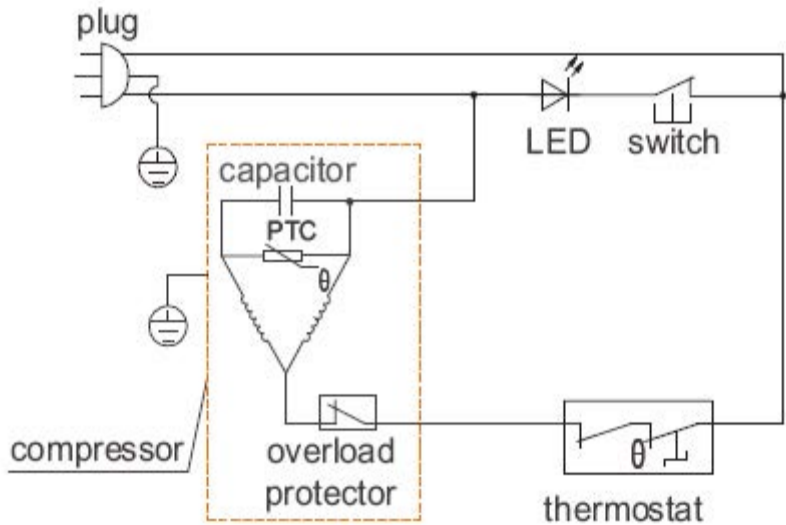 plug
LED switch
capacitor
PTC
θ
compressor
overload
protector
θ
thermostat